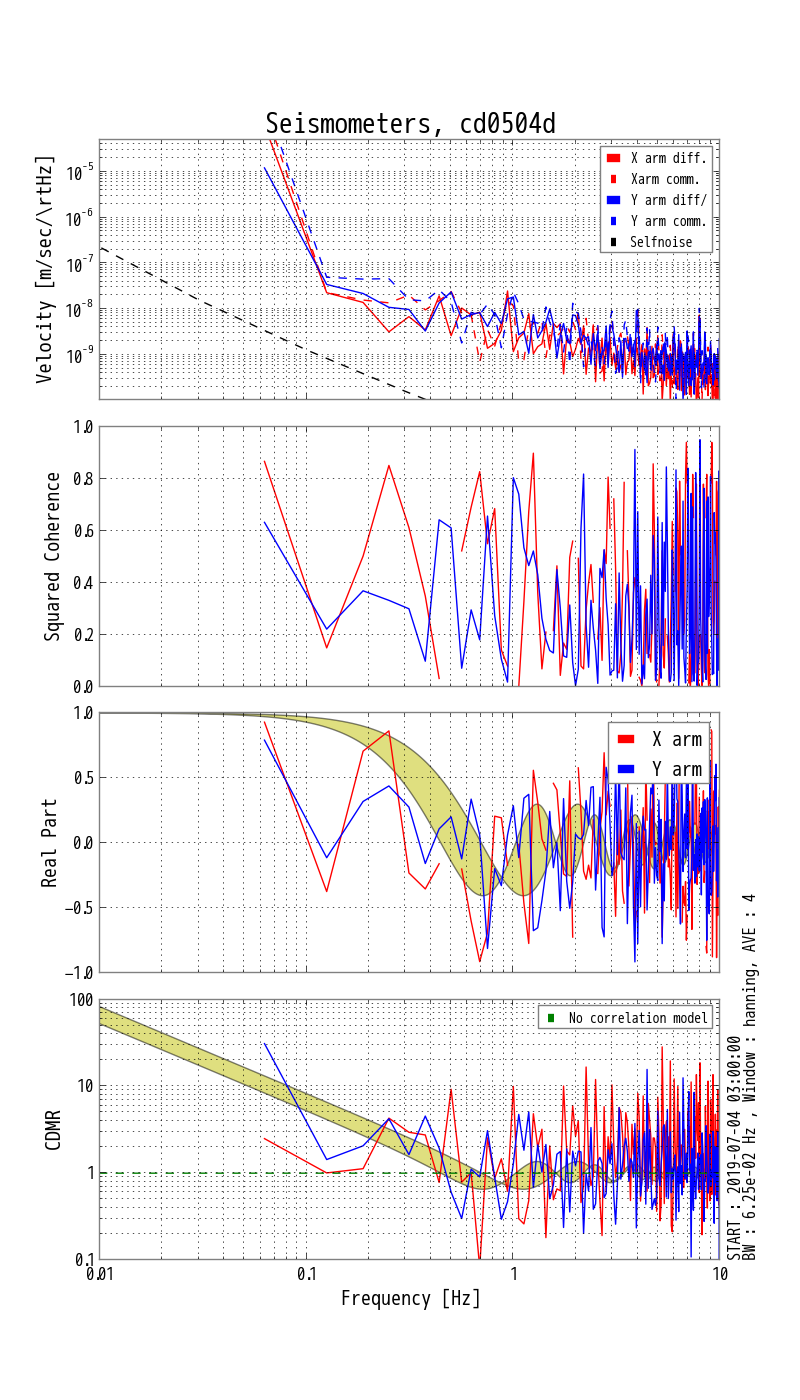 Seismometers, cd0504d
Velocity [m/sec/\rtHz]
10^-5
10^-6
10^-7
10^-8
10^-9
X arm diff.
Xarm comm.
Y arm diff/
Y arm comm.
Selfnoise
Squared Coherence
1.0
0.8
0.6
0.4
0.2
0.0
Real Part
1.0
0.5
0.0
−0.5
−1.0
X arm
Y arm
CDMR
100
10
1
0.1
No correlation model
0.01
0.1
1
10
Frequency [Hz]
START : 2019-07-04 03:00:00
BW : 6.25e-02 Hz , Window : hanning, AVE : 4